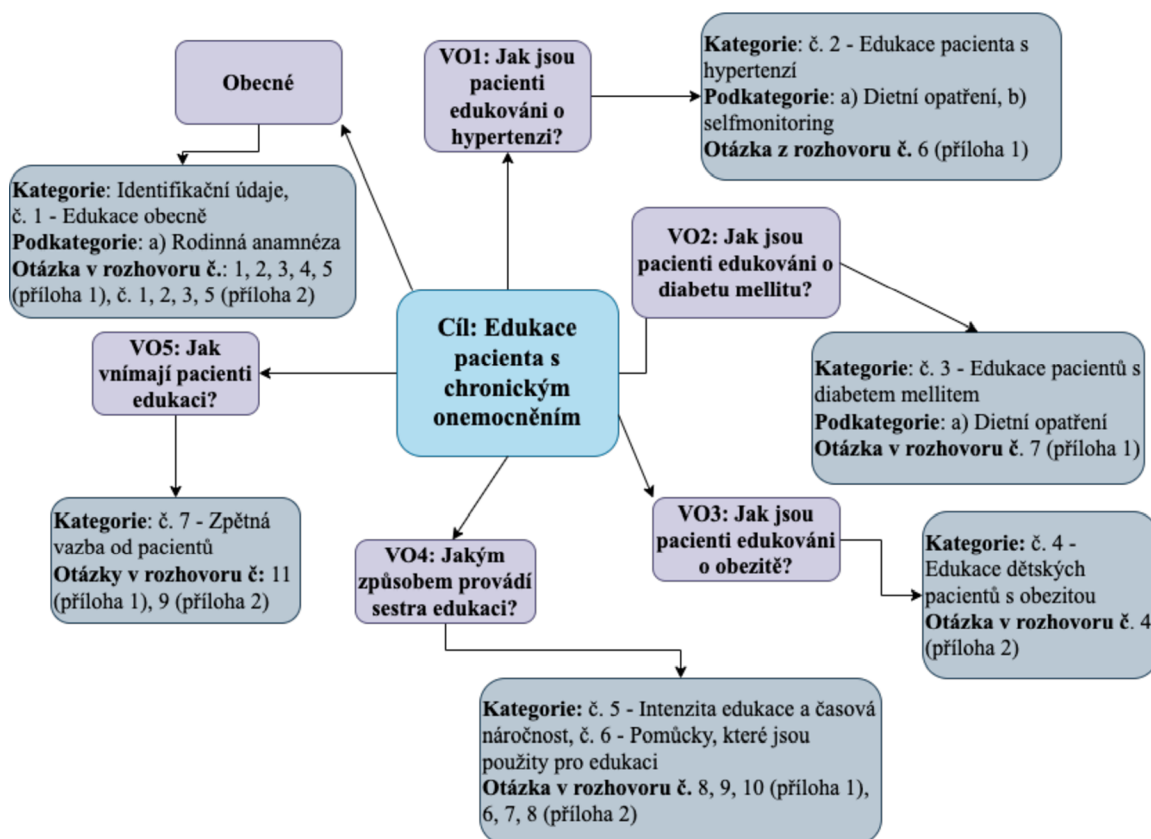 Obecné
Kategorie: Identifikační údaje,
č. 1 - Edukace obecně
Podkategorie: a) Rodinná anamnéza
Otázka v rozhovoru č.: 1, 2, 3, 4, 5
(příloha 1), č. 1, 2, 3, 5 (příloha 2)
VO1: Jak jsou
pacienti
edukováni o
hypertenzi?
Kategorie: č. 2 - Edukace pacienta s
hypertenzí
Podkategorie: a) Dietní opatření, b)
selfmonitoring
Otázka z rozhovoru č. 6 (příloha 1)
VO2: Jak jsou
pacienti edukováni o
diabetu mellitu?
Kategorie: č. 3 - Edukace pacientů s
diabetem mellitem
Podkategorie: a) Dietní opatření
Otázka v rozhovoru č. 7 (příloha 1)
Cíl: Edukace
pacienta s
chronickým
onemocněním
VO5: Jak
vnímají pacienti
edukaci?
Kategorie: č. 7 - Zpětná
vazba od pacientů
Otázky v rozhovoru č: 11
(příloha 1), 9 (příloha 2)
VO4: Jakým
způsobem provádí
sestra edukaci?
Kategorie: č. 5 - Intenzita edukace a časová
náročnost, č. 6 - Pomůcky, které jsou
použity pro edukaci
Otázka v rozhovoru č. 8, 9, 10 (příloha 1),
6, 7, 8 (příloha 2)
VO3: Jak jsou
pacienti edukováni
o obezitě?
Kategorie: č. 4 -
Edukace dětských
pacientů s obezitou
Otázka v rozhovoru č. 4
(příloha 2)